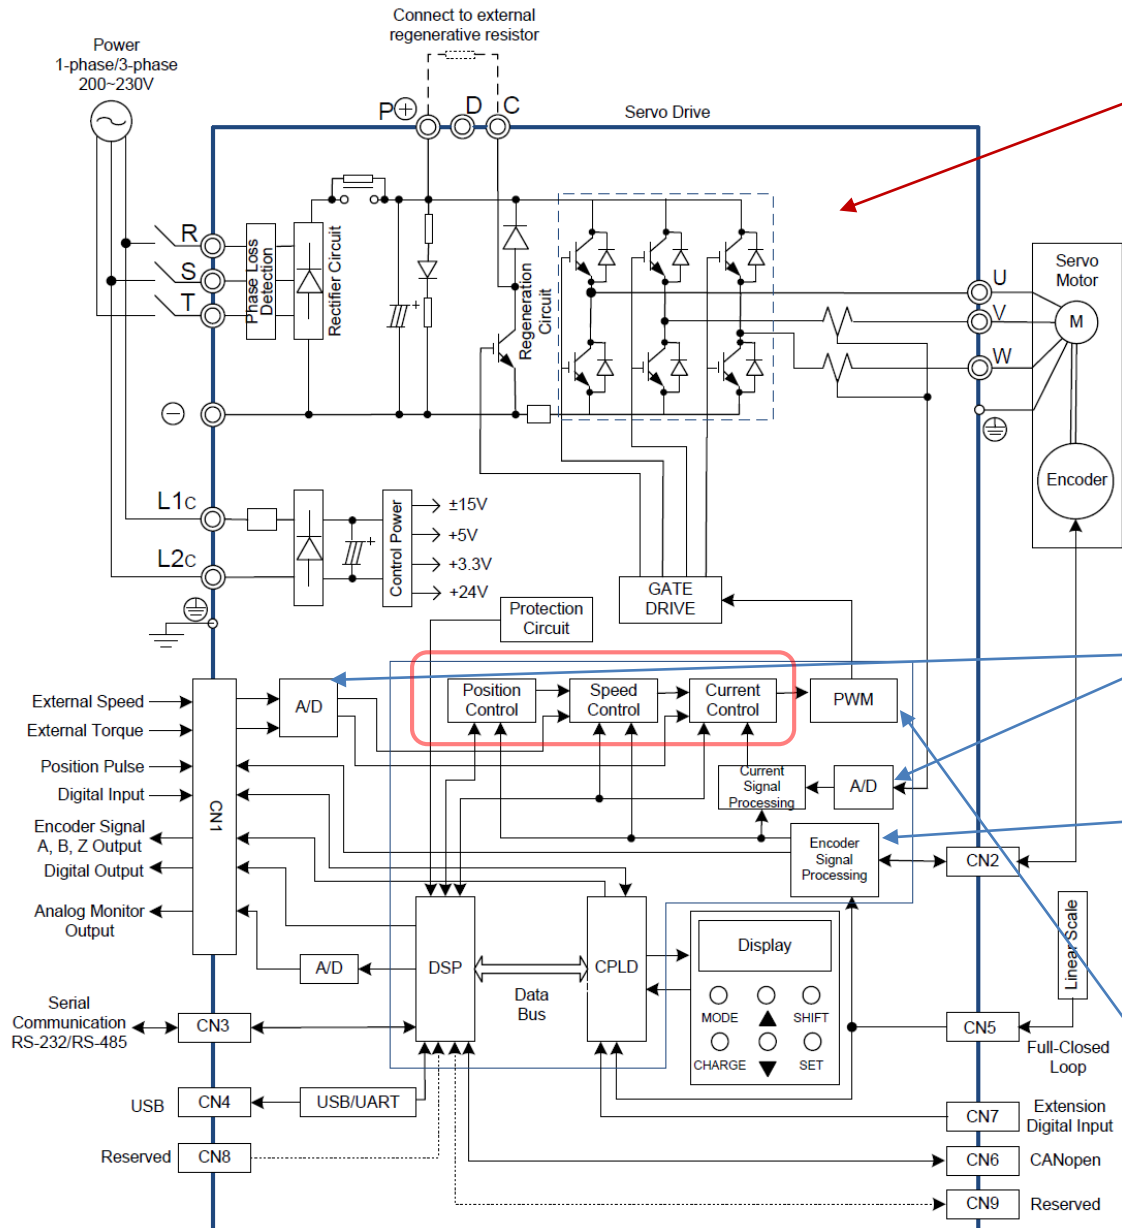 Connect to external
regenerative resistor
Power
1-phase/3-phase
200~230V
P
D
C
Servo Drive
R
S
T
Phase Loss
Detection
Rectifier Circuit
+
Regeneration
Circuit
U
V
W
Servo
Motor
M
Encoder
L1c
L2c
+
Control Power
±15V
+5V
+3.3V
+24V
GATE
DRIVE
Protection
Circuit
External Speed
External Torque
Position Pulse
Digital Input
Encoder Signal
A, B, Z Output
Digital Output
Analog Monitor
Output
CN1
A/D
Position
Control
Speed
Control
Current
Control
PWM
Current
Signal
Processing
A/D
Encoder
Signal
Processing
CN2
Linear Scale
A/D
DSP
Data
Bus
CPLD
Display
MODE
SHIFT
CHARGE
SET
Serial
Communication
RS-232/RS-485
CN3
CN5
Full-Closed
Loop
USB
CN4
USB/UART
CN7
Extension
Digital Input
Reserved
CN8
CN6
CANopen
CN9
Reserved